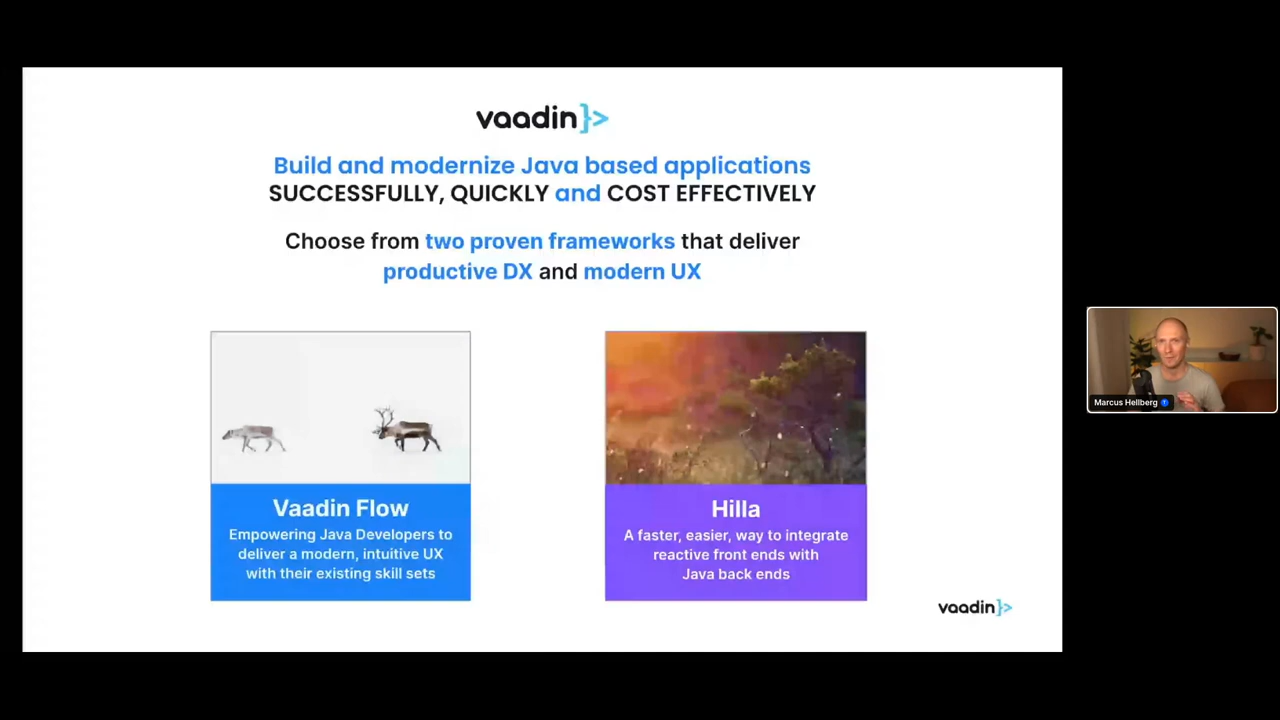 vaadin}>
Build and modernize Java based applications
SUCCESSFULLY, QUICKLY and COST EFFECTIVELY
Choose from two proven frameworks that deliver
productive DX and modern UX
Vaadin Flow
Empowering Java Developers to
deliver a modern, intuitive UX
with their existing skill sets
Hilla
A faster, easier, way to integrate
reactive front ends with
Java back ends
vaadin}>
Marcus Hellberg